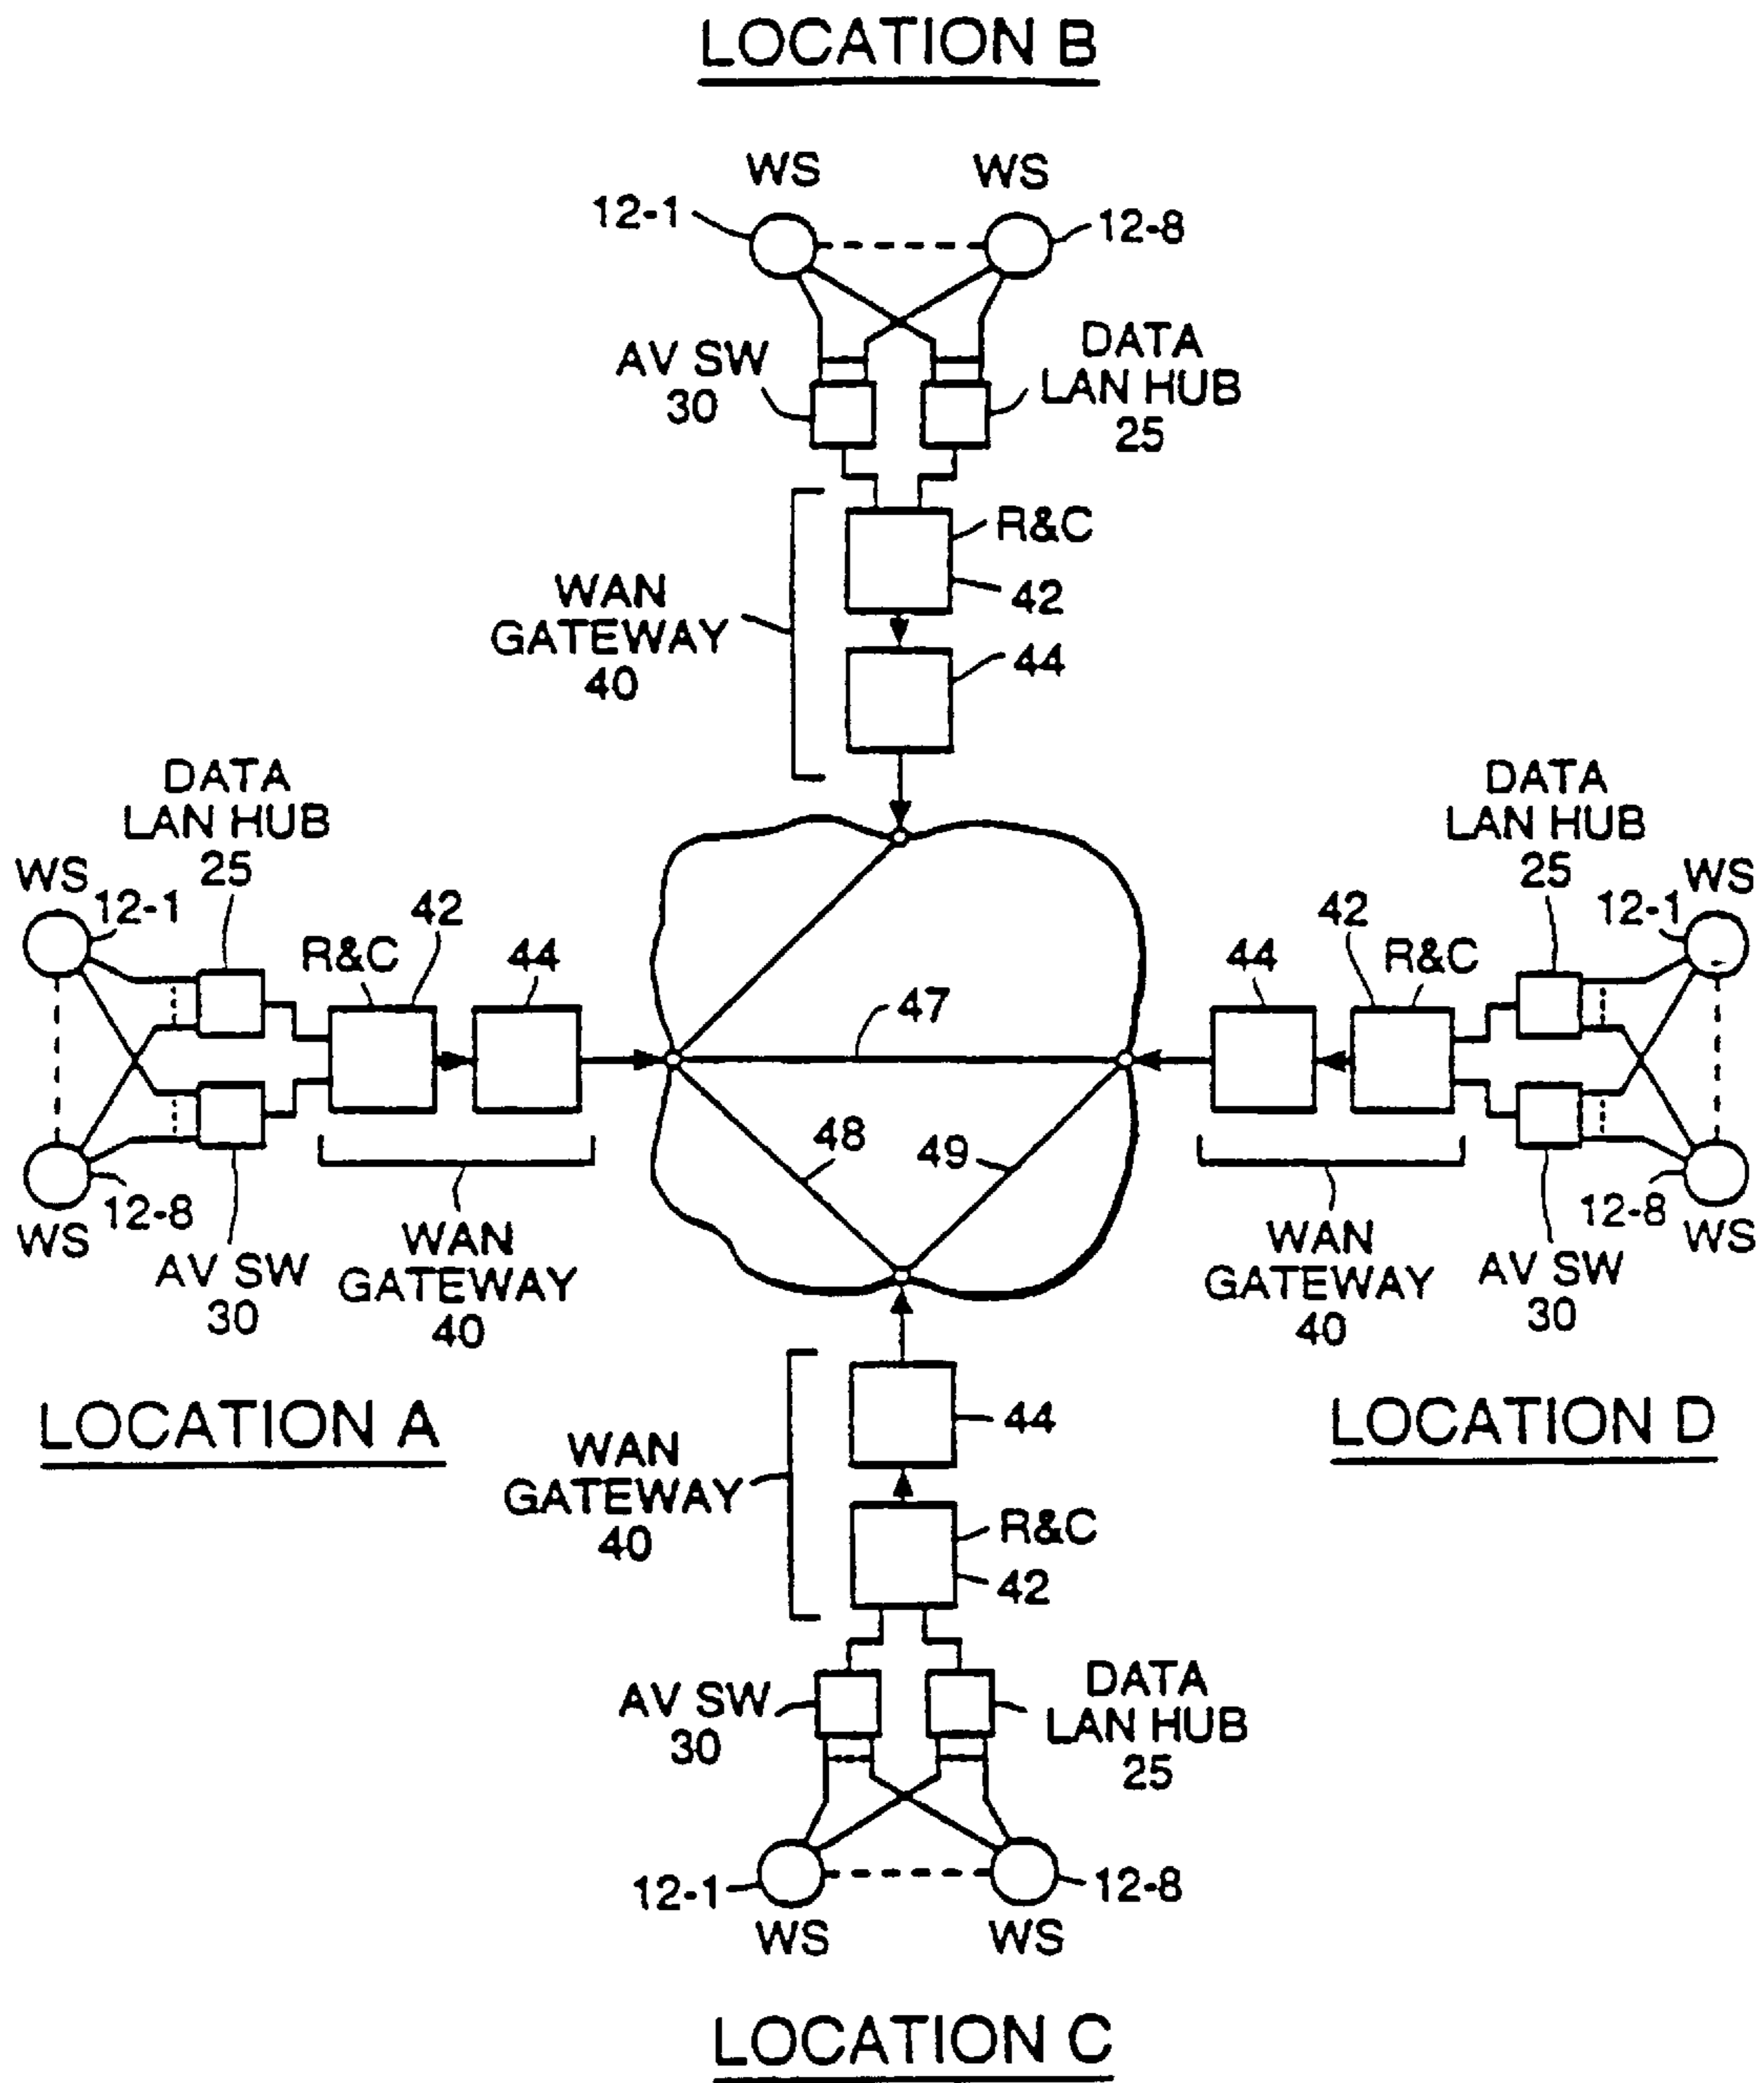 LOCATION B
WS WS
12-1 12-8
AV SW
30
DATA
LAN HUB
25
R&C
42
WAN
GATEWAY
40
44
DATA
LAN HUB
25
WS
12-1
42
R&C
44
12-8
WS
AV SW
30
WAN
GATEWAY
40
LOCATION A
47
48
49
DATA
LAN HUB
25
WS
12-1
42
R&C
44
12-8
WS
WAN
GATEWAY
40
AV SW
30
LOCATION D
44
WAN
GATEWAY
40
R&C
42
AV SW
30
DATA
LAN HUB
25
12-1 12-8
WS WS
LOCATION C